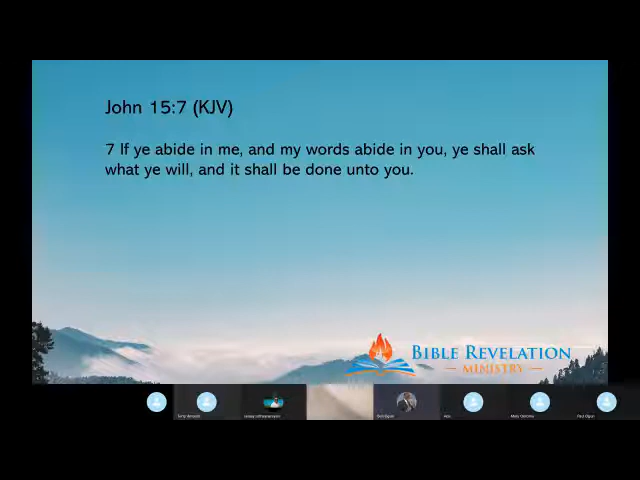 John 15:7 (KJV)
7 If ye abide in me, and my words abide in you, ye shall ask
what ye will, and it shall be done unto you.
BIBLE REVELATION
MINISTRY